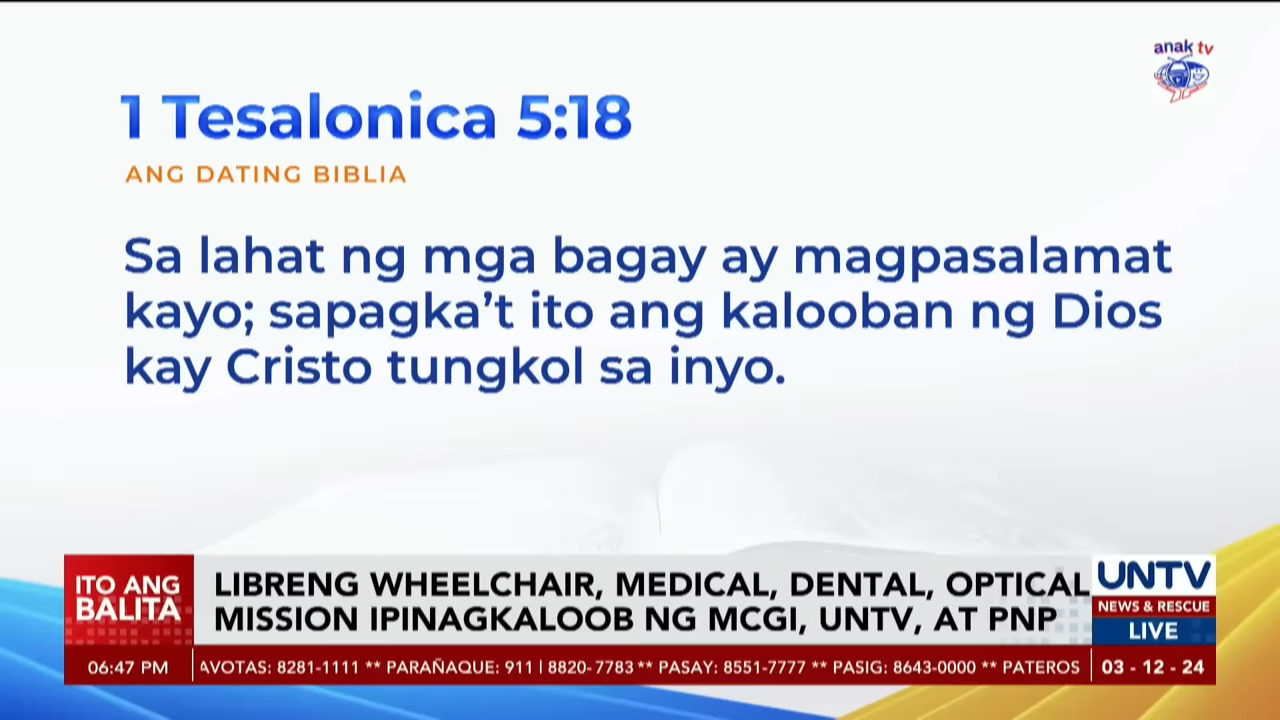 anak tv
1 Tesalonica 5:18
ANG DATING BIBLIA
Sa lahat ng mga bagay ay magpasalamat
kayo; sapagka’t ito ang kalooban ng Dios
kay Cristo tungkol sa inyo.
ITO ANG
BALITA
LIBRENG WHEELCHAIR, MEDICAL, DENTAL, OPTICAL
MISSION IPINAGKALOOB NG MCGI, UNTV, AT PNP
UNTV
NEWS & RESCUE
LIVE
06:47 PM
AVOTAS: 8281-1111 ** PARAÑAQUE: 911 | 8820-7783 ** PASAY: 8551-7777 ** PASIG: 8643-0000 ** PATEROS
03 - 12 - 24